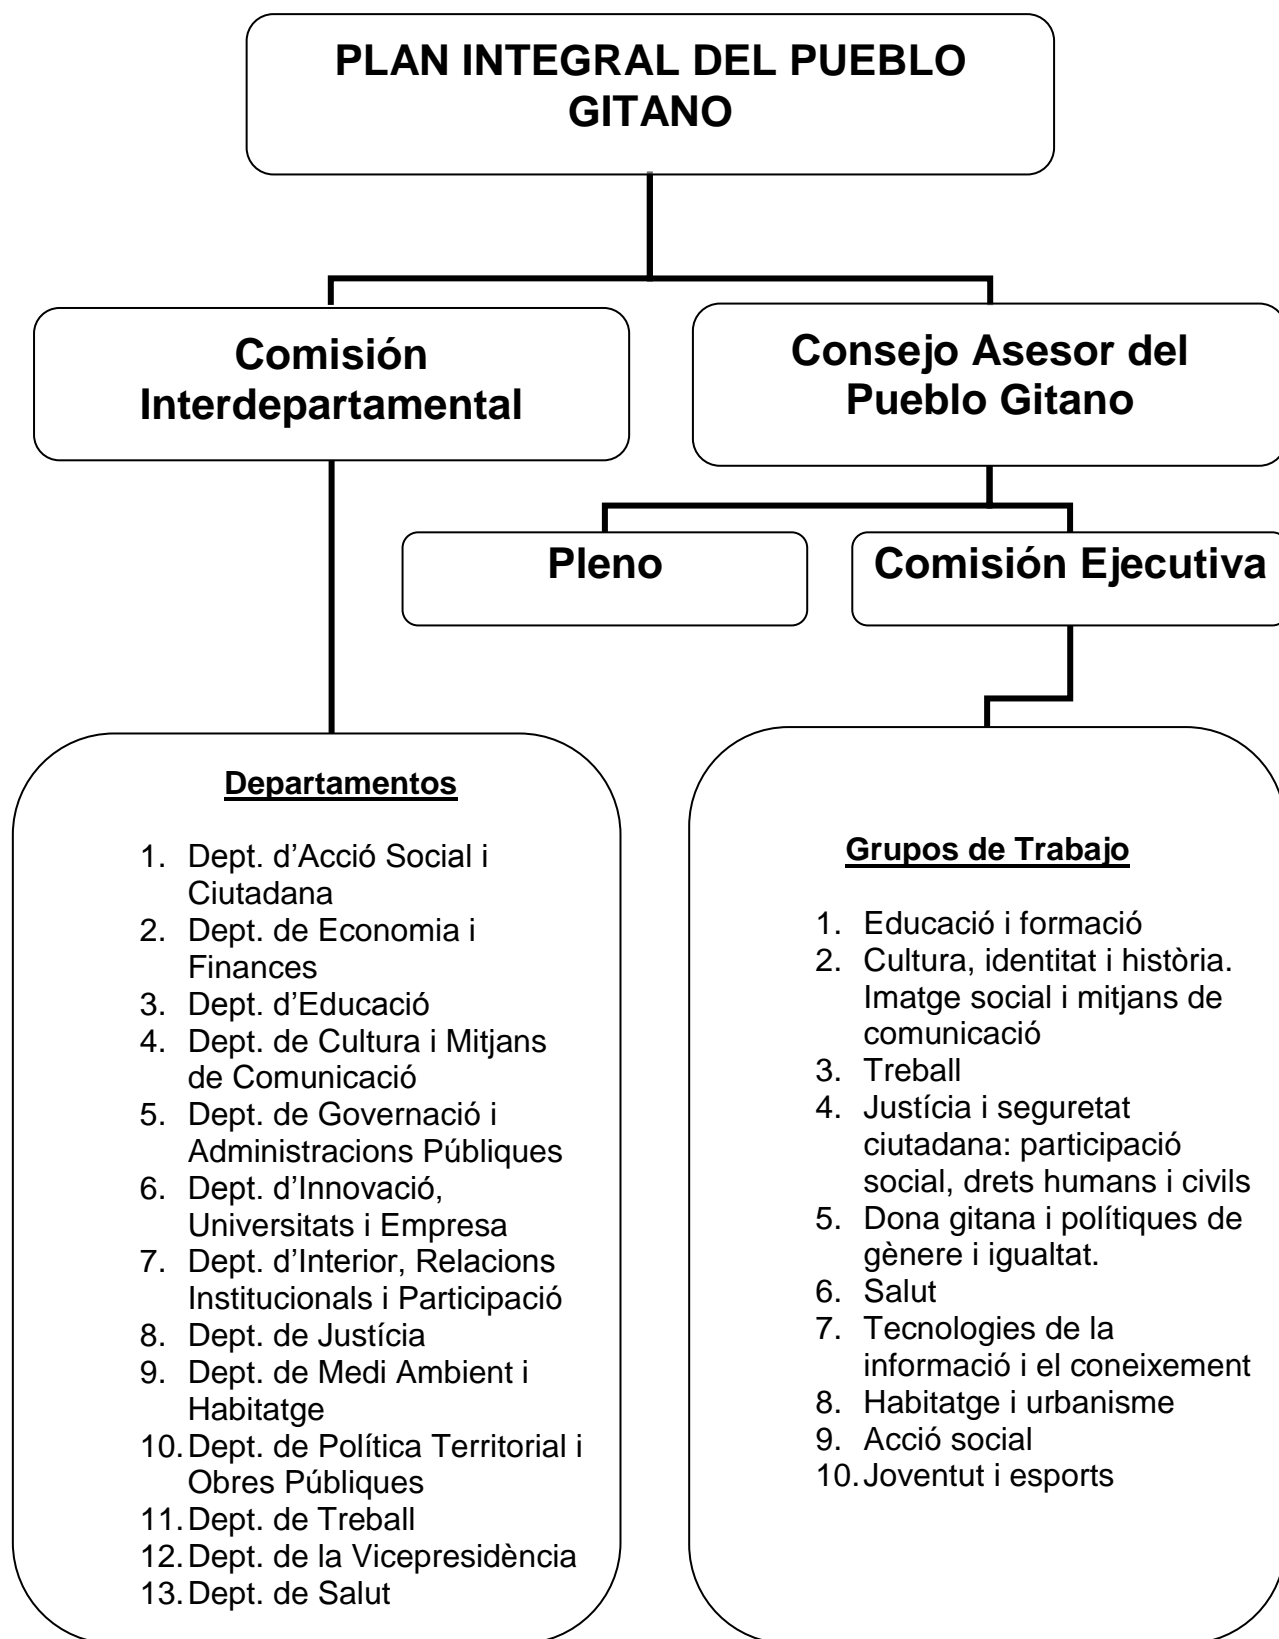 PLAN INTEGRAL DEL PUEBLO
GITANO
Comisión
Interdepartamental
Consejo Asesor del
Pueblo Gitano
Pleno
Comisión Ejecutiva
Departamentos
1. Dept. d’Acció Social i
Ciutadana
2. Dept. de Economia i
Finances
3. Dept. d’Educació
4. Dept. de Cultura i Mitjans
de Comunicació
5. Dept. de Governació i
Administracions Públiques
6. Dept. d’Innovació,
Universitats i Empresa
7. Dept. d’Interior, Relacions
Institucionals i Participació
8. Dept. de Justícia
9. Dept. de Medi Ambient i
Habitatge
10. Dept. de Política Territorial i
Obres Públiques
11. Dept. de Treball
12. Dept. de la Vicepresidència
13. Dept. de Salut
Grupos de Trabajo
1. Educació i formació
2. Cultura, identitat i història.
Imatge social i mitjans de
comunicació
3. Treball
4. Justícia i seguretat
ciutadana: participació
social, drets humans i civils
5. Dona gitana i polítiques de
gènere i igualtat.
6. Salut
7. Tecnologies de la
informació i el coneixement
8. Habitatge i urbanisme
9. Acció social
10. Joventut i esports